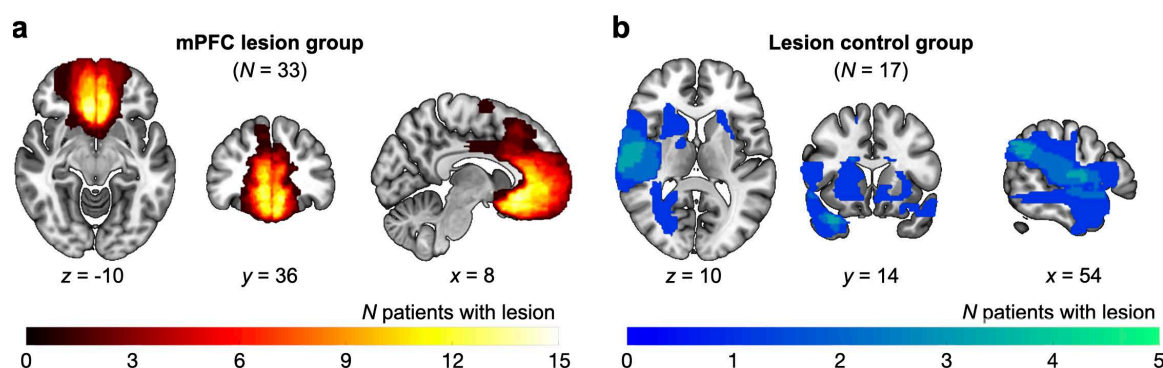 a
mPFC lesion group
(N = 33)
z = -10
y = 36
x = 8
N patients with lesion
0 3 6 9 12 15
b
Lesion control group
(N = 17)
z = 10
y = 14
x = 54
N patients with lesion
0 1 2 3 4 5